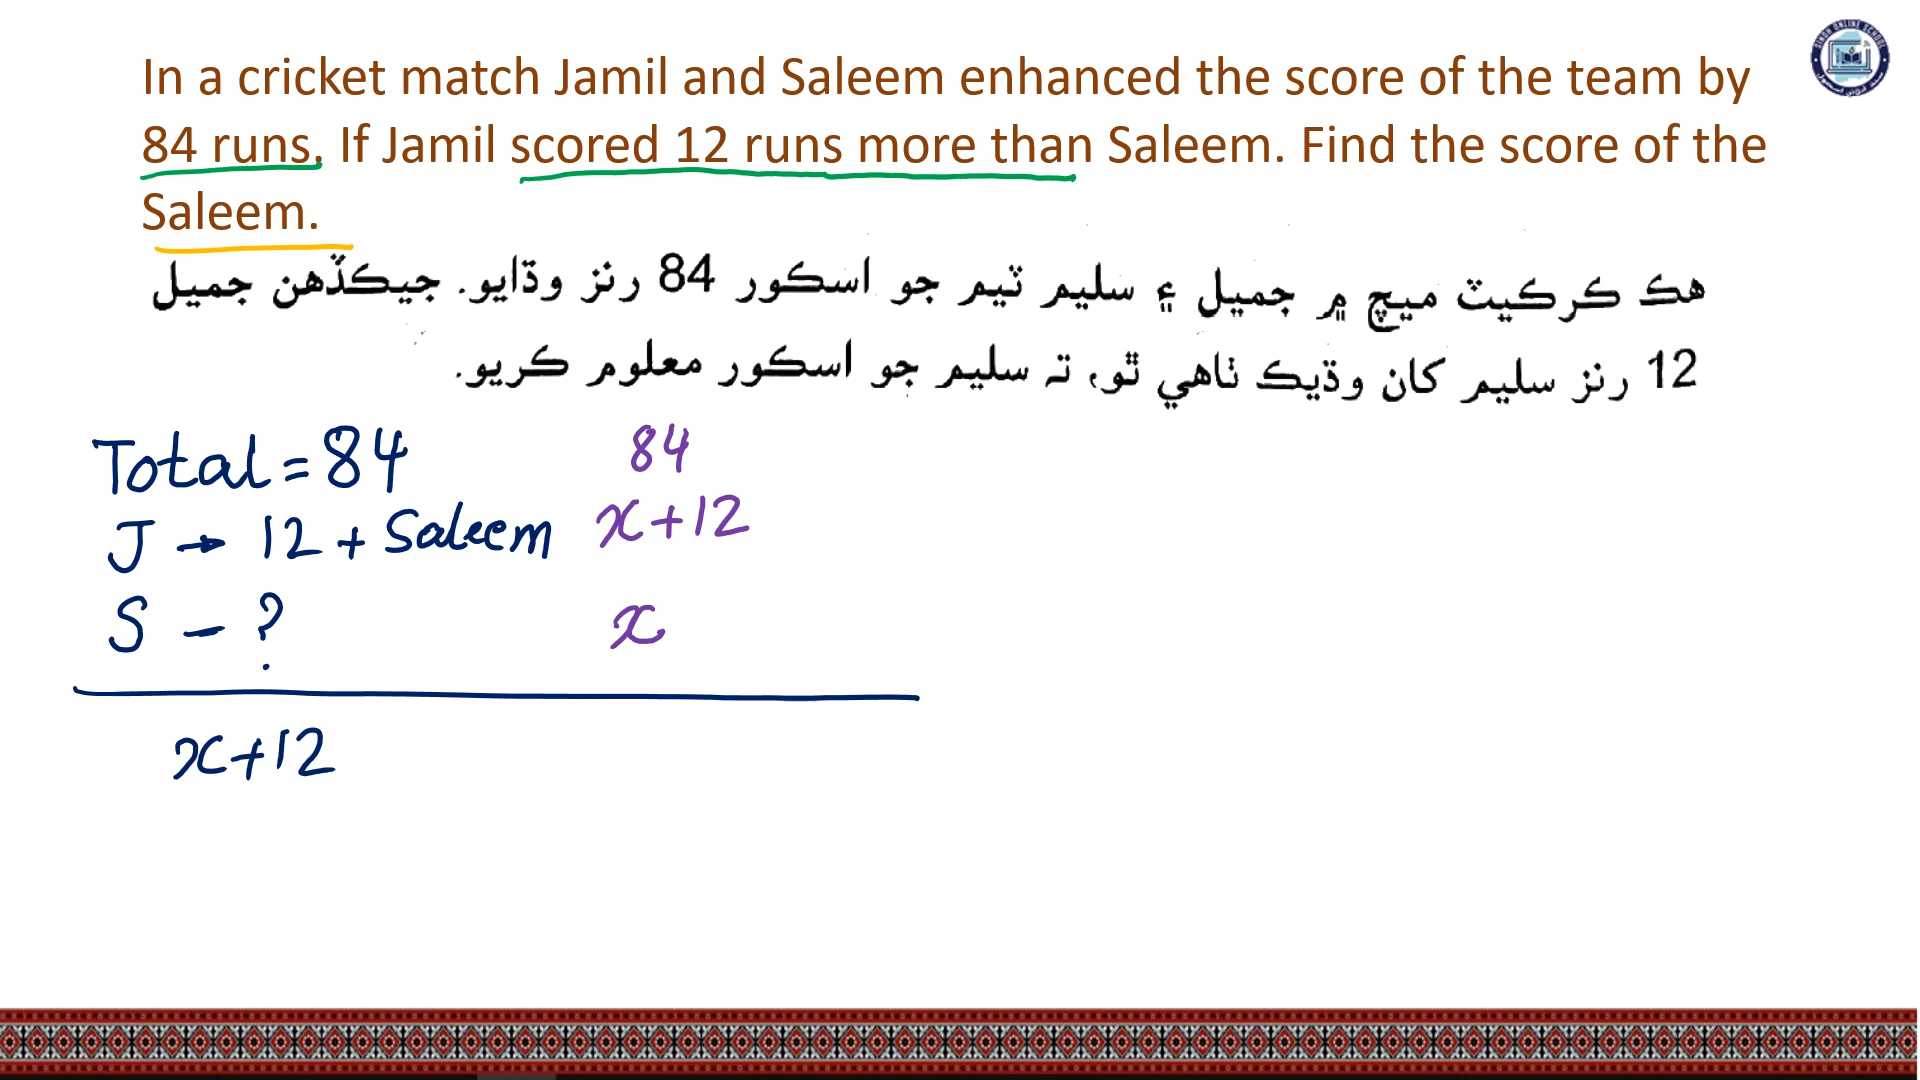 In a cricket match Jamil and Saleem enhanced the score of the team by
84 runs. If Jamil scored 12 runs more than Saleem. Find the score of the
Saleem.
هڪ ڪرڪيٽ ميچ ۾ جميل ۽ سليم ٽيم جو اسڪور 84 رنز وڌايو. جيڪڏهن جميل
12 رنز سليم کان وڌيڪ ٺاهي ٿو، تہ سليم جو اسڪور معلوم ڪريو.
Total = 84 84
J → 12 + Saleem x+12
S – ? x
x+12